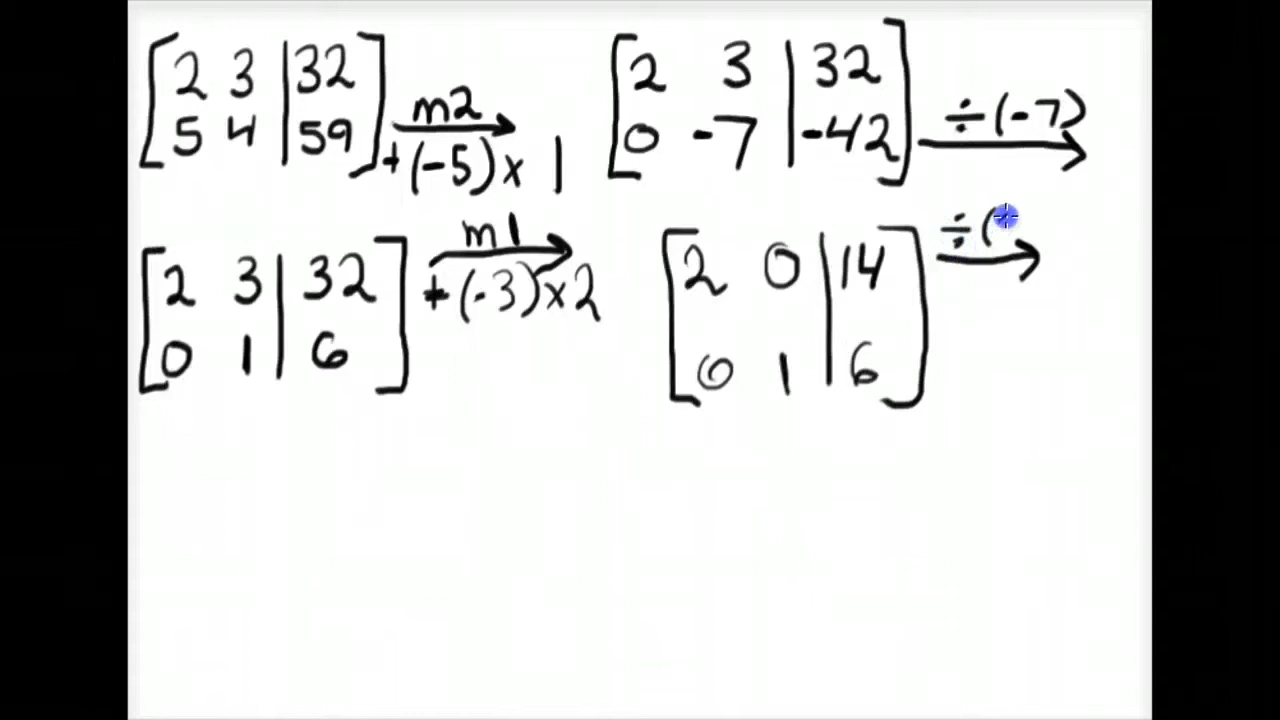 [2 3 | 32] m2 [2 3 | 32] ÷(-7)
[5 4 | 59] +(-5)x 1 [0 -7 | -42]
[2 3 | 32] m1 [2 0 | 14] ÷(
[0 1 | 6] +(-3)x2 [0 1 | 6]